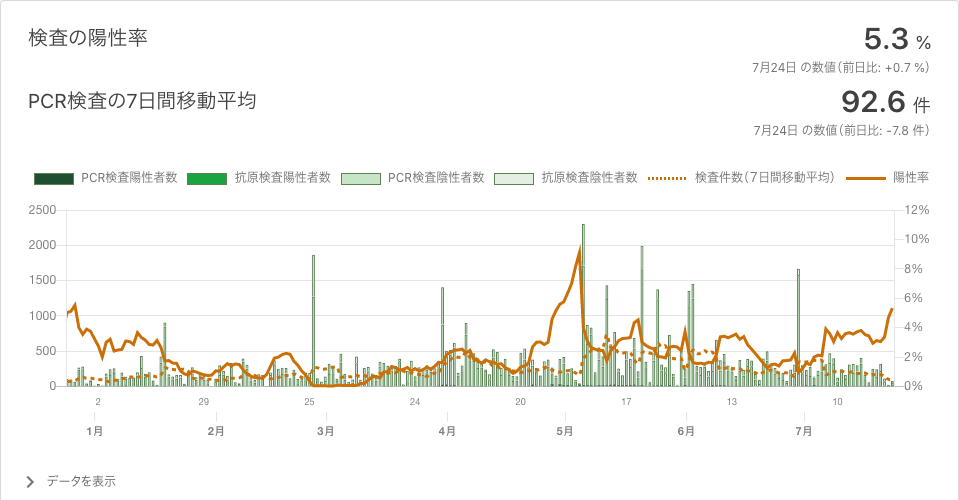 検査の陽性率
5.3 %
7月24日 の数値（前日比: +0.7 %）
PCR検査の7日間移動平均
92.6 件
7月24日 の数値（前日比: -7.8 件）
PCR検査陽性者数 抗原検査陽性者数 PCR検査陰性者数 抗原検査陰性者数 検査件数（7日間移動平均） 陽性率
2500 12%
10%
2000
8%
1500
6%
1000
4%
500
2%
0 0%
2 29 25 24 20 17 13 10
1月 2月 3月 4月 5月 6月 7月
データを表示